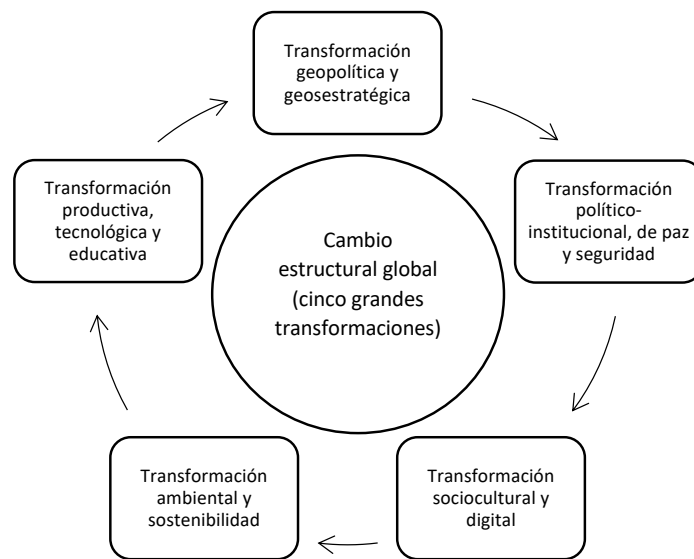 Transformación
geopolítica y
geosestratégica
Transformación
político-
institucional, de paz
y seguridad
Transformación
sociocultural y
digital
Transformación
ambiental y
sostenibilidad
Transformación
productiva,
tecnológica y
educativa
Cambio
estructural global
(cinco grandes
transformaciones)